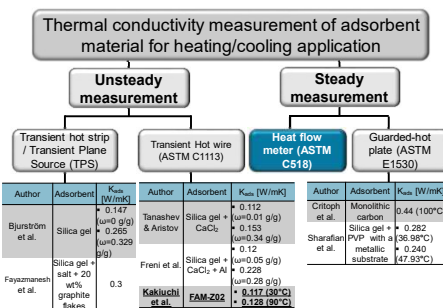 Thermal conductivity measurement of adsorbent
material for heating/cooling application
Unsteady
measurement
Steady
measurement
Transient hot strip
/ Transient Plane
Source (TPS)
Transient Hot wire
(ASTM C1113)
Heat flow
meter (ASTM
C518)
Guarded-hot
plate (ASTM
E1530)
Author Adsorbent Kads
[W/mK]
Bjurström
et al.
Silica gel
▪ 0.147
(ω=0 g/g)
▪ 0.265
(ω=0.329
g/g)
Fayazmanesh
et al.
Silica gel +
salt + 20
wt%
graphite
flakes
0.3
Author Adsorbent Kads [W/mK]
Tanashev
& Aristov
Silica gel +
CaCl₂
▪ 0.112
(ω=0.01 g/g)
▪ 0.153
(ω=0.34 g/g)
Freni et al.
Silica gel +
CaCl₂ + Al
▪ 0.12
(ω=0.05 g/g)
▪ 0.228
(ω=0.28 g/g)
Kakiuchi
et al.
FAM-Z02
▪ 0.117 (30°C)
▪ 0.128 (90°C)
Author Adsorbent Kads [W/mK]
Critoph
et al.
Monolithic
carbon
0.44 (100°C)
Sharafian
et al.
Silica gel +
PVP with a
metallic
substrate
▪ 0.282
(36.98°C)
▪ 0.240
(47.93°C)